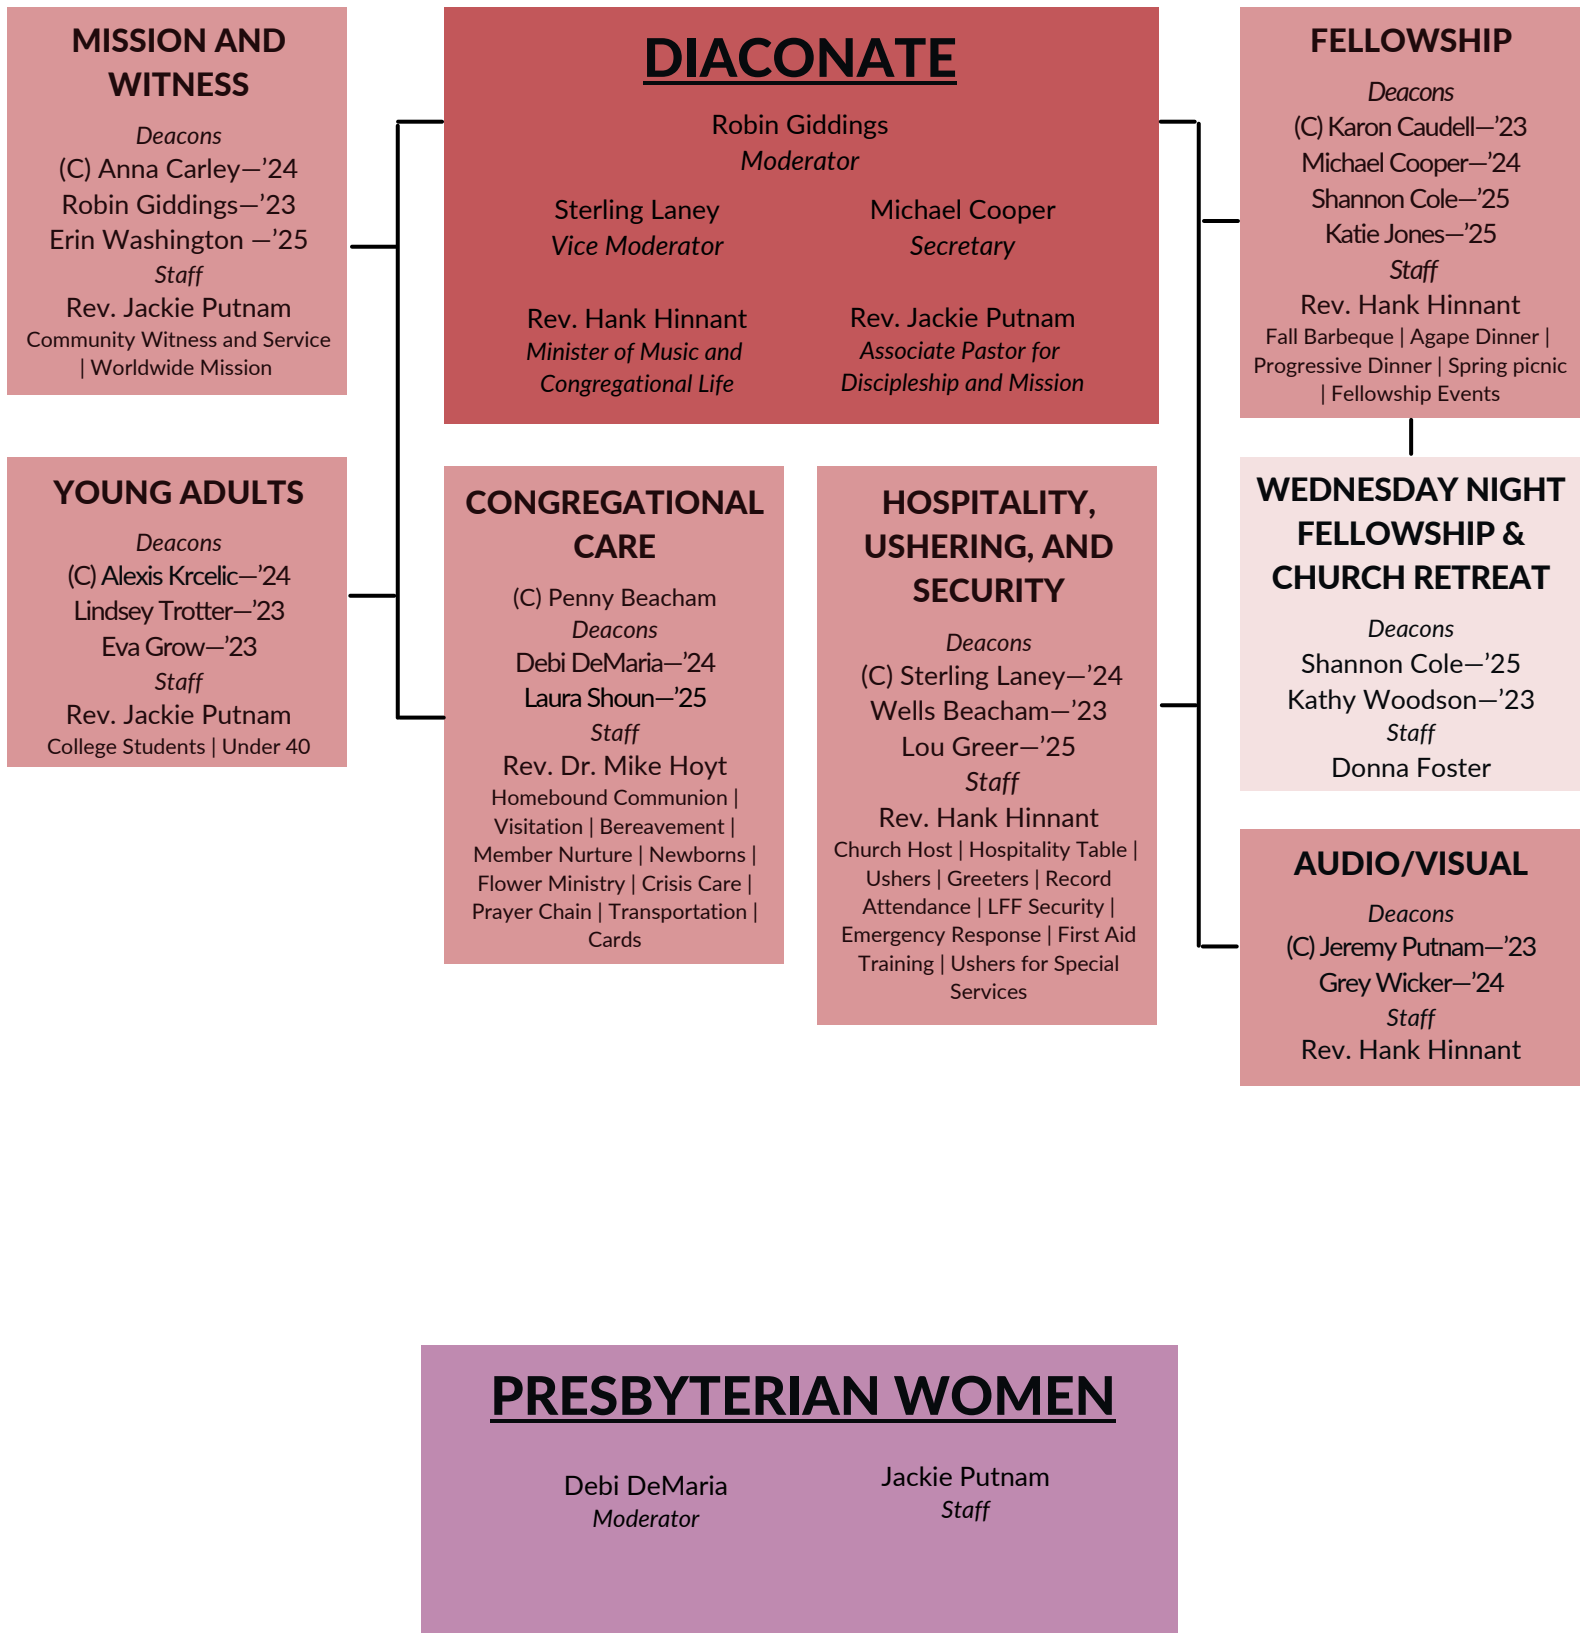 MISSION AND
WITNESS
Deacons
(C) Anna Carley—’24
Robin Giddings—’23
Erin Washington —’25
Staff
Rev. Jackie Putnam
Community Witness and Service
| Worldwide Mission
DIACONATE
Robin Giddings
Moderator
Sterling Laney
Vice Moderator
Michael Cooper
Secretary
Rev. Hank Hinnant
Minister of Music and
Congregational Life
Rev. Jackie Putnam
Associate Pastor for
Discipleship and Mission
FELLOWSHIP
Deacons
(C) Karon Caudell—’23
Michael Cooper—’24
Shannon Cole—’25
Katie Jones—’25
Staff
Rev. Hank Hinnant
Fall Barbeque | Agape Dinner |
Progressive Dinner | Spring picnic
| Fellowship Events
YOUNG ADULTS
Deacons
(C) Alexis Krcelic—’24
Lindsey Trotter—’23
Eva Grow—’23
Staff
Rev. Jackie Putnam
College Students | Under 40
CONGREGATIONAL
CARE
(C) Penny Beacham
Deacons
Debi DeMaria—’24
Laura Shoun—’25
Staff
Rev. Dr. Mike Hoyt
Homebound Communion |
Visitation | Bereavement |
Member Nurture | Newborns |
Flower Ministry | Crisis Care |
Prayer Chain | Transportation |
Cards
HOSPITALITY,
USHERING, AND
SECURITY
Deacons
(C) Sterling Laney—’24
Wells Beacham—’23
Lou Greer—’25
Staff
Rev. Hank Hinnant
Church Host | Hospitality Table |
Ushers | Greeters | Record
Attendance | LFF Security |
Emergency Response | First Aid
Training | Ushers for Special
Services
WEDNESDAY NIGHT
FELLOWSHIP &
CHURCH RETREAT
Deacons
Shannon Cole—’25
Kathy Woodson—’23
Staff
Donna Foster
AUDIO/VISUAL
Deacons
(C) Jeremy Putnam—’23
Grey Wicker—’24
Staff
Rev. Hank Hinnant
PRESBYTERIAN WOMEN
Debi DeMaria
Moderator
Jackie Putnam
Staff